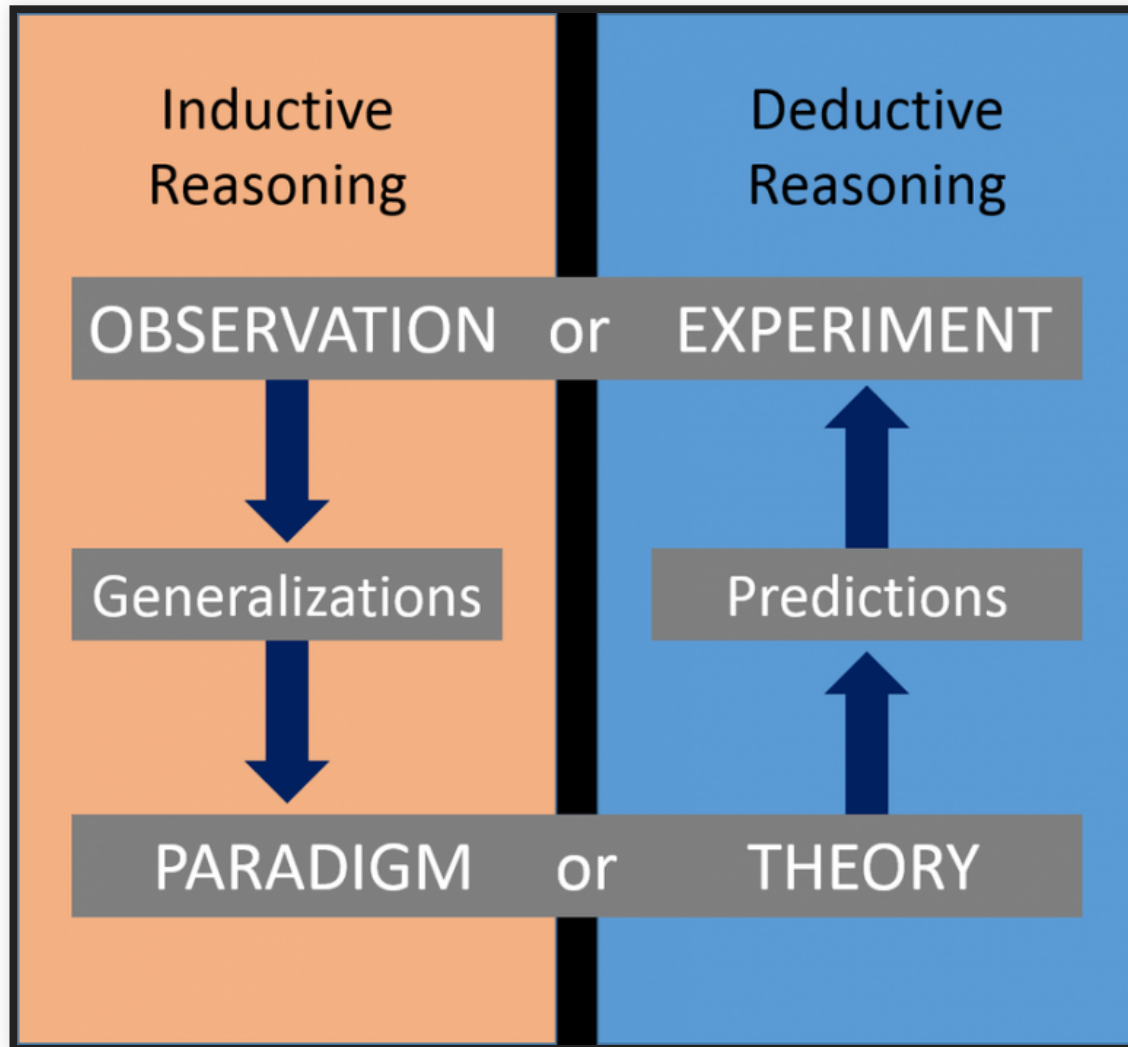 Inductive
Reasoning
Deductive
Reasoning
OBSERVATION or EXPERIMENT
Generalizations
Predictions
PARADIGM or THEORY